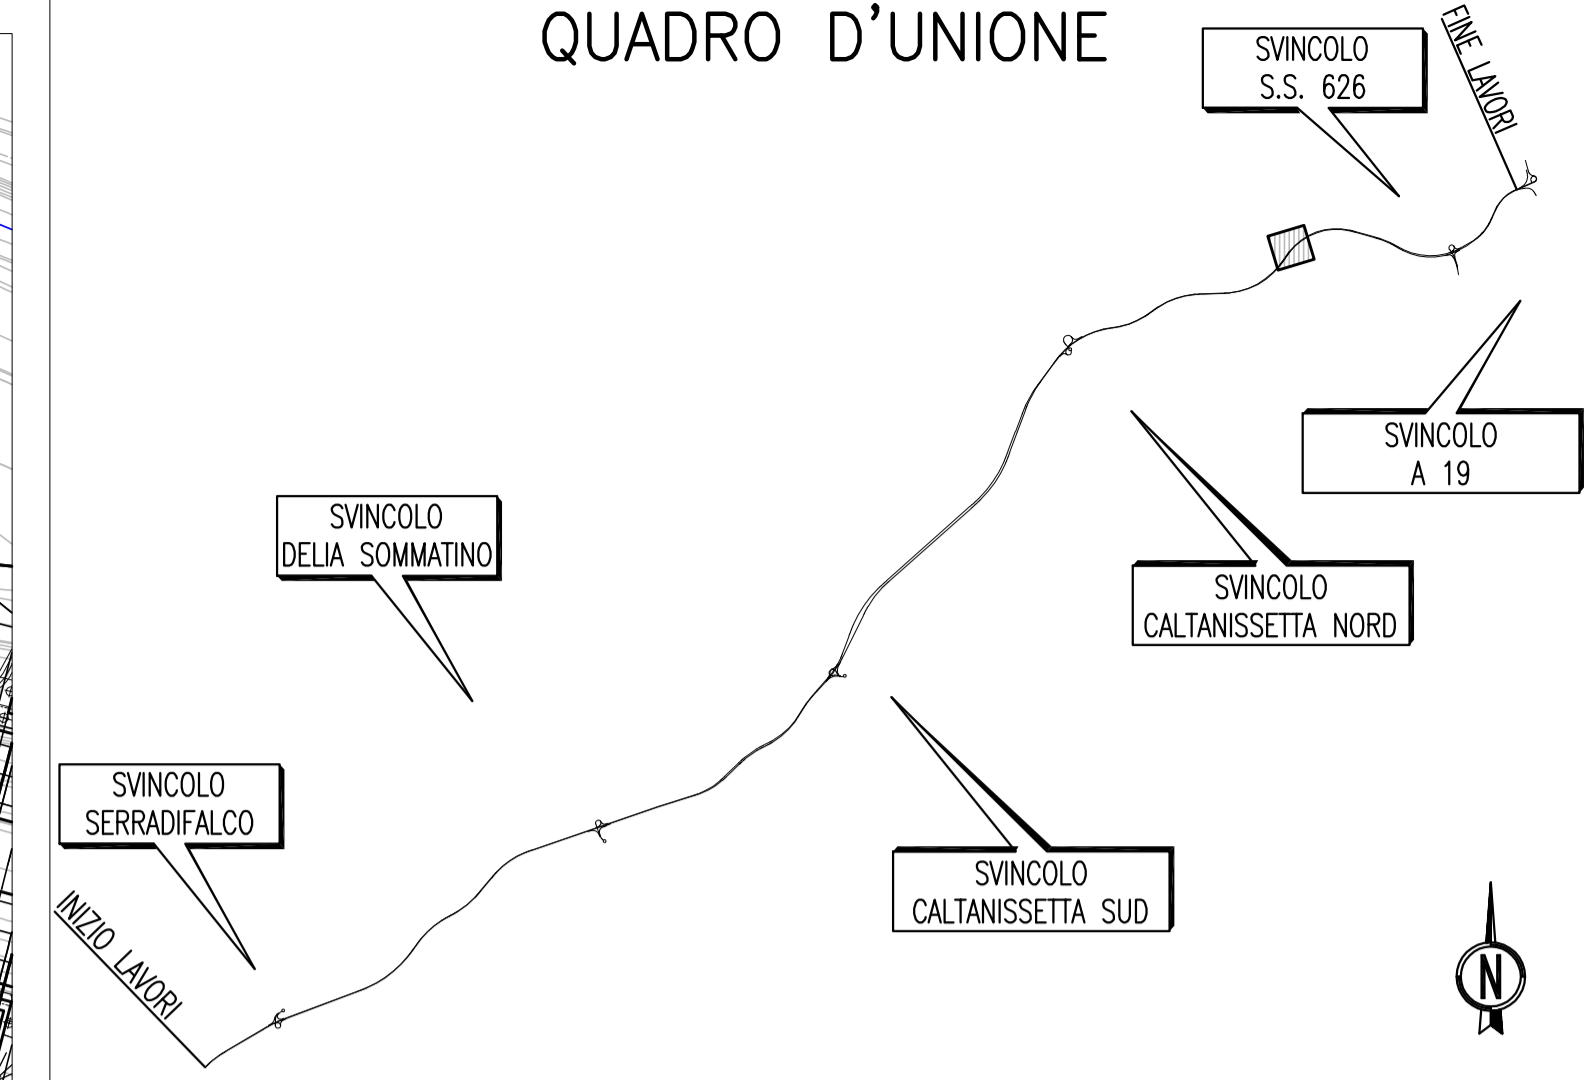 QUADRO D'UNIONE
SVINCOLO
S.S. 626
FINE LAVORI
SVINCOLO
A 19
SVINCOLO
DELIA SOMMATINO
SVINCOLO
CALTANISSETTA NORD
SVINCOLO
SERRADIFALCO
SVINCOLO
CALTANISSETTA SUD
INIZIO LAVORI
N